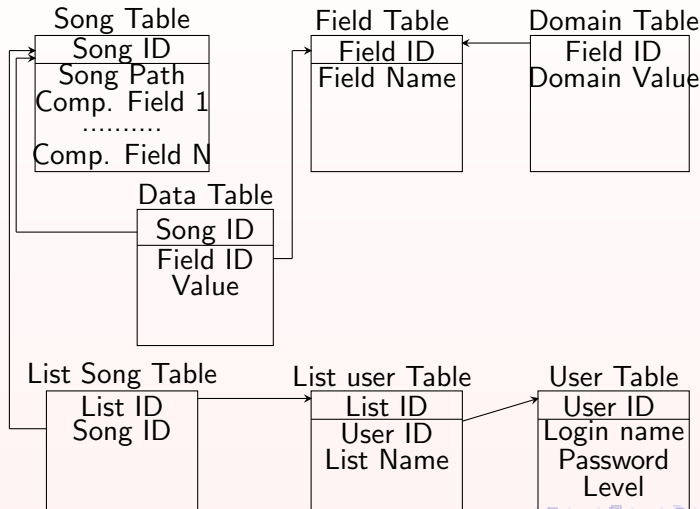 Song Table
Song ID
Song Path
Comp. Field 1
..........
Comp. Field N
Field Table
Field ID
Field Name
Domain Table
Field ID
Domain Value
Data Table
Song ID
Field ID
Value
List Song Table
List ID
Song ID
List user Table
List ID
User ID
List Name
User Table
User ID
Login name
Password
Level